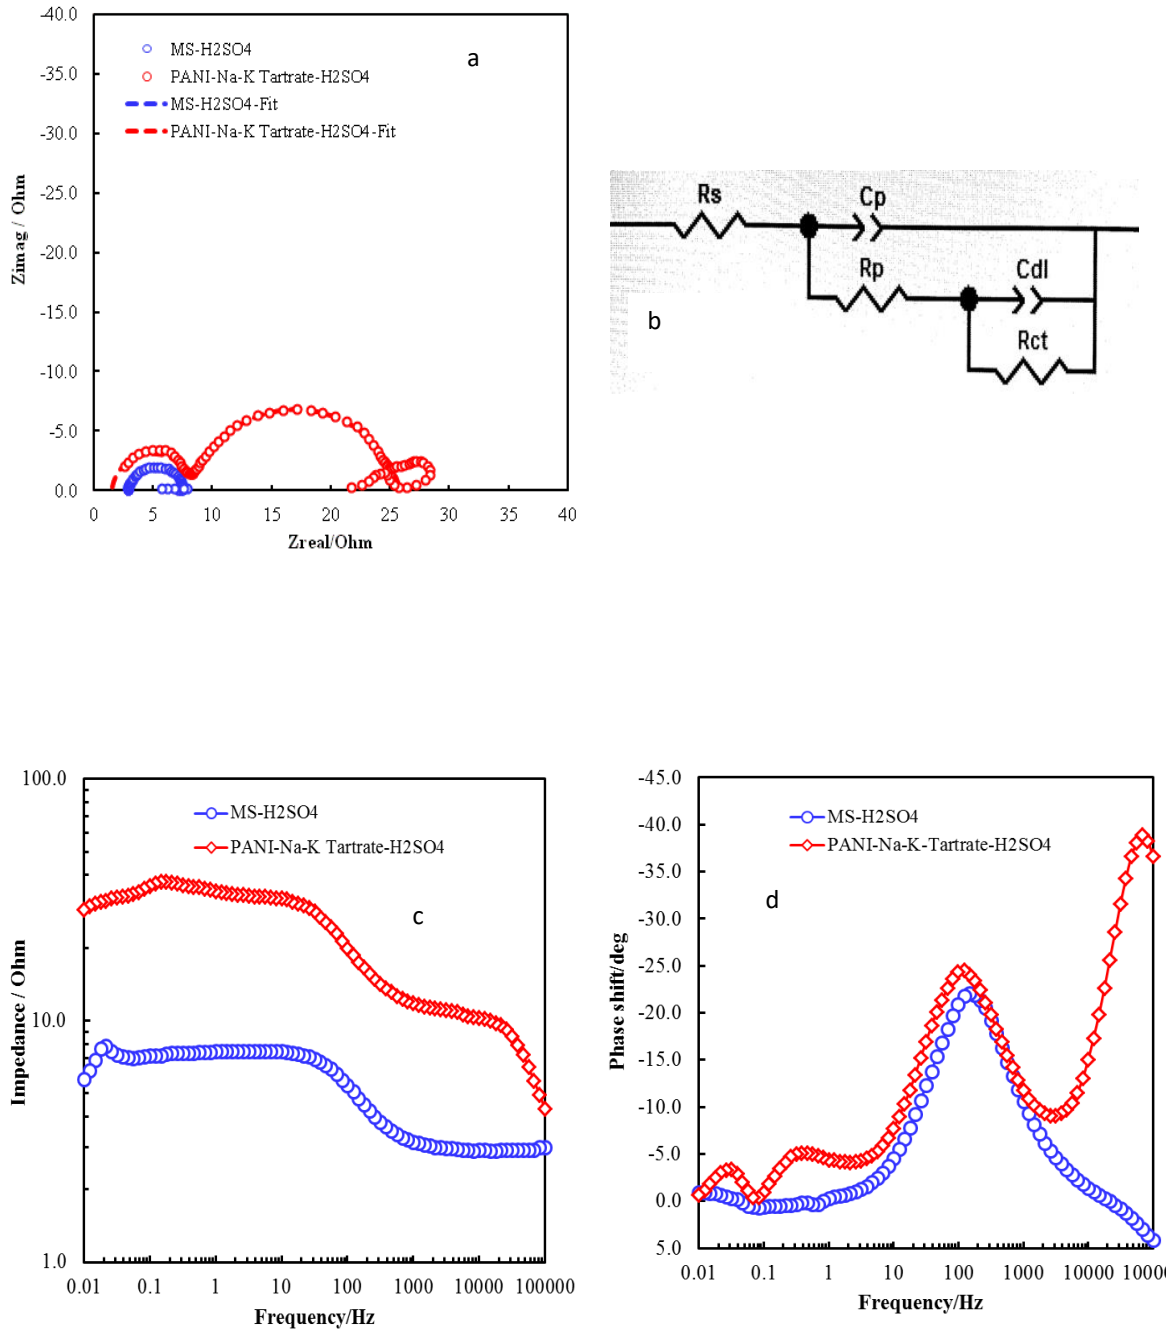 -40.0
-35.0
-30.0
-25.0
-20.0
-15.0
-10.0
-5.0
0.0
Zimag / Ohm
MS-H2SO4
PANI-Na-K Tartrate-H2SO4
MS-H2SO4-Fit
PANI-Na-K Tartrate-H2SO4-Fit
a
0 5 10 15 20 25 30 35 40
Zreal/Ohm
Rs
Cp
Rp
Cdl
Rct
b
100.0
10.0
1.0
Impedance / Ohm
MS-H2SO4
PANI-Na-K Tartrate-H2SO4
c
0.01 0.1 1 10 100 1000 10000 100000
Frequency/Hz
-45.0
-40.0
-35.0
-30.0
-25.0
-20.0
-15.0
-10.0
-5.0
0.0
5.0
Phase shift/deg
MS-H2SO4
PANI-Na-K-Tartrate-H2SO4
d
0.01 0.1 1 10 100 1000 10000
Frequency/Hz